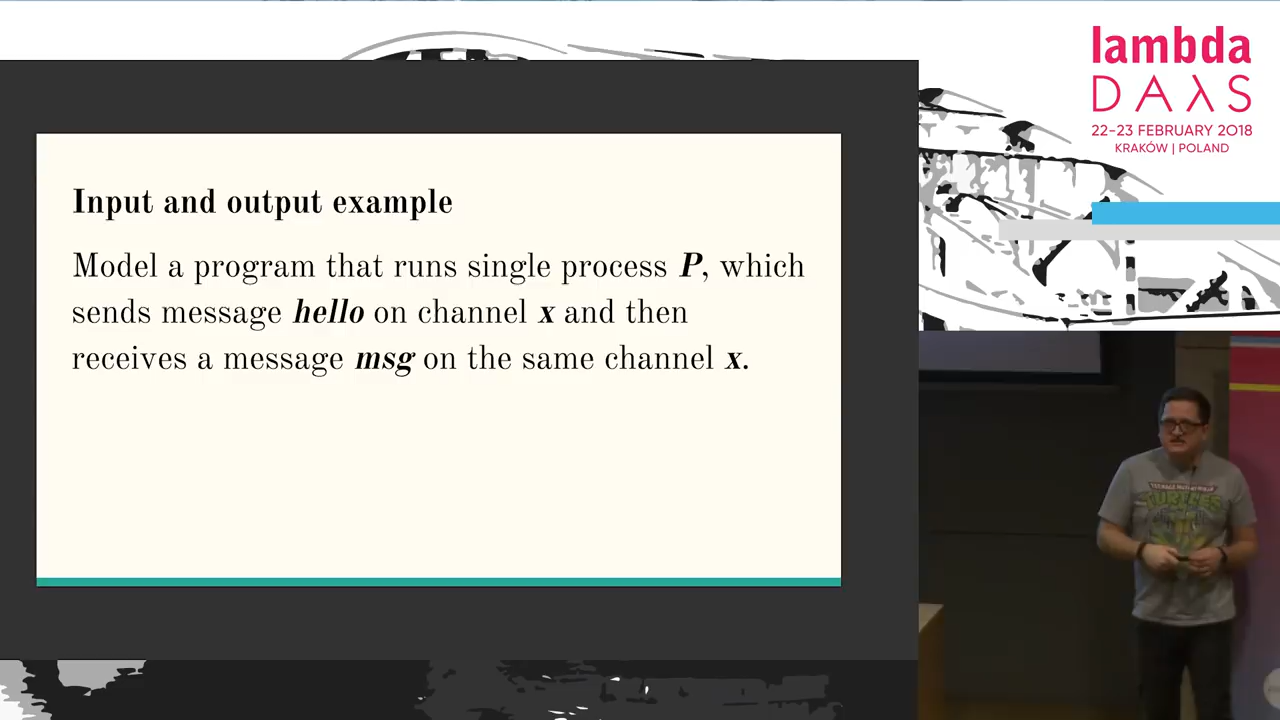 lambda
DAλS
22-23 FEBRUARY 2018
KRAKÓW | POLAND
Input and output example
Model a program that runs single process P, which
sends message hello on channel x and then
receives a message msg on the same channel x.
TURTLES